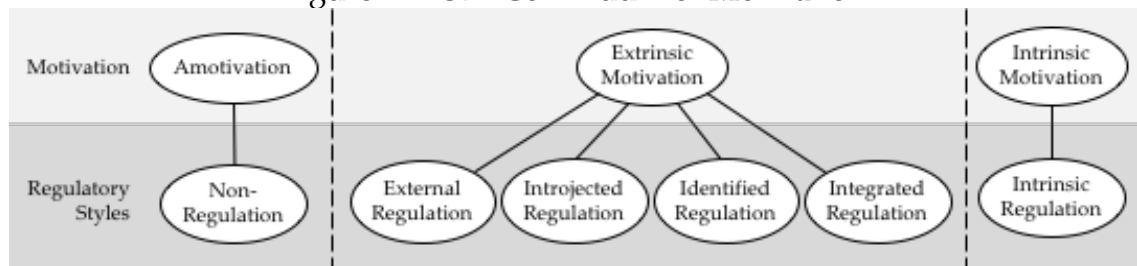 Motivation
Amotivation
Extrinsic
Motivation
Intrinsic
Motivation
Regulatory
Styles
Non-
Regulation
External
Regulation
Introjected
Regulation
Identified
Regulation
Integrated
Regulation
Intrinsic
Regulation